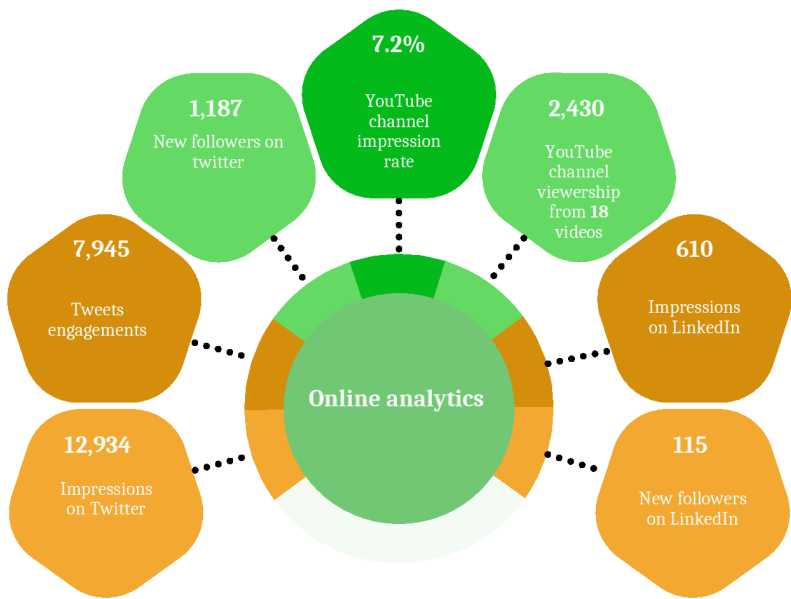 7.2%
YouTube
channel
impression
rate
1,187
New followers on
twitter
2,430
YouTube
channel
viewership
from 18
videos
7,945
Tweets
engagements
610
Impressions
on LinkedIn
Online analytics
12,934
Impressions
on Twitter
115
New followers
on LinkedIn